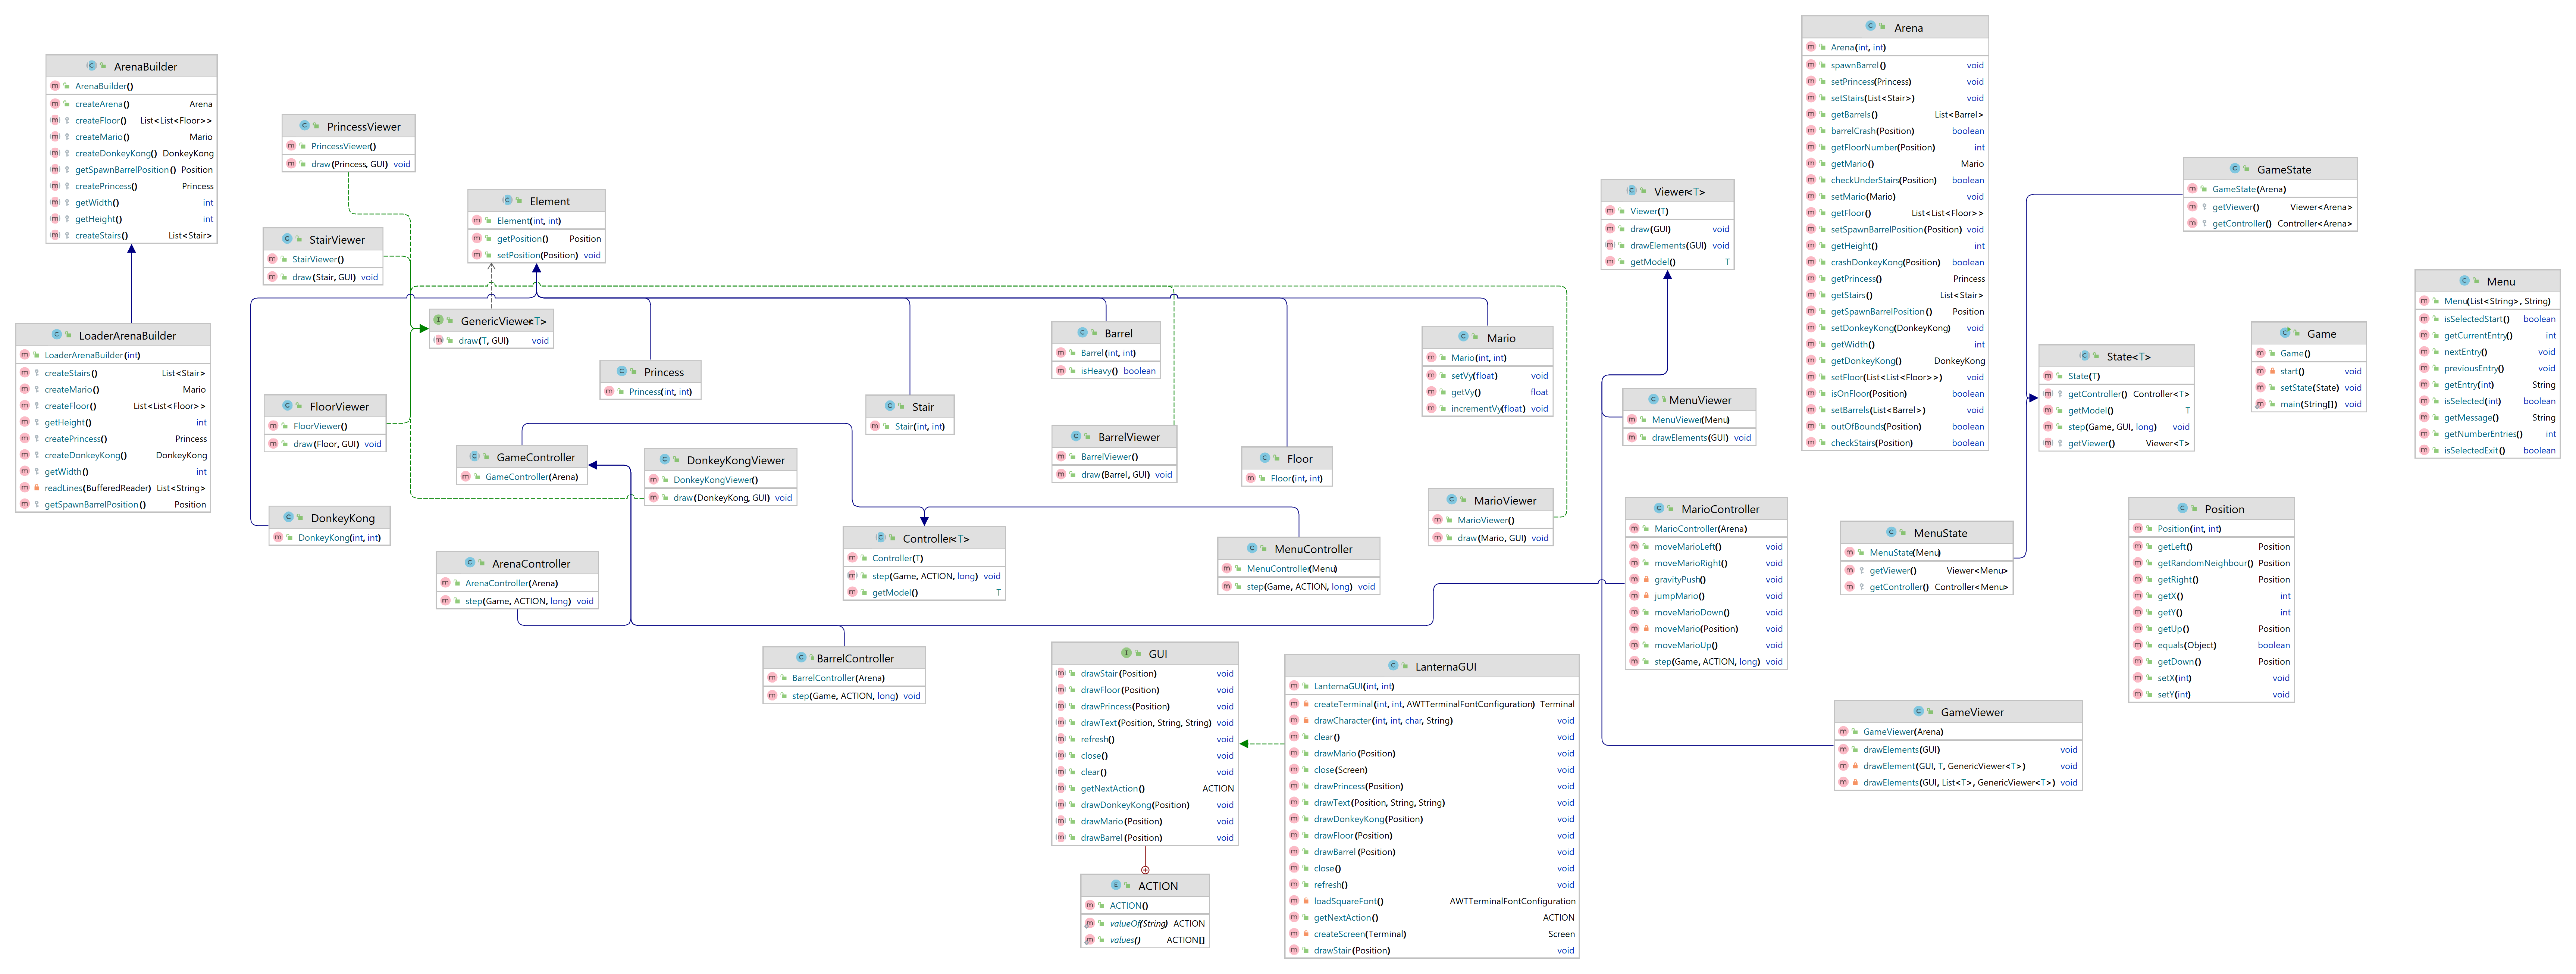 ArenaBuilder
ArenaBuilder()
createArena() Arena
createFloor() List<List<Floor>>
createMario() Mario
createDonkeyKong() DonkeyKong
getSpawnBarrelPosition() Position
createPrincess() Princess
getWidth() int
getHeight() int
createStairs() List<Stair>
LoaderArenaBuilder
LoaderArenaBuilder(int)
createStairs() List<Stair>
createMario() Mario
createFloor() List<List<Floor>>
getHeight() int
createPrincess() Princess
createDonkeyKong() DonkeyKong
getWidth() int
readLines(BufferedReader) List<String>
getSpawnBarrelPosition() Position
PrincessViewer
PrincessViewer()
draw(Princess, GUI) void
StairViewer
StairViewer()
draw(Stair, GUI) void
FloorViewer
FloorViewer()
draw(Floor, GUI) void
DonkeyKong
DonkeyKong(int, int)
Element
Element(int, int)
getPosition() Position
setPosition(Position) void
GenericViewer<T>
draw(T, GUI) void
Princess
Princess(int, int)
GameController
GameController(Arena)
DonkeyKongViewer
DonkeyKongViewer()
draw(DonkeyKong, GUI) void
ArenaController
ArenaController(Arena)
step(Game, ACTION, long) void
Stair
Stair(int, int)
Controller<T>
Controller(T)
step(Game, ACTION, long) void
getModel() T
BarrelController
BarrelController(Arena)
step(Game, ACTION, long) void
Barrel
Barrel(int, int)
isHeavy() boolean
BarrelViewer
BarrelViewer()
draw(Barrel, GUI) void
Floor
Floor(int, int)
MenuController
MenuController(Menu)
step(Game, ACTION, long) void
Mario
Mario(int, int)
setVy(float) void
getVy() float
incrementVy(float) void
MarioViewer
MarioViewer()
draw(Mario, GUI) void
GUI
drawStair(Position) void
drawFloor(Position) void
drawPrincess(Position) void
drawText(Position, String, String) void
refresh() void
close() void
clear() void
getNextAction() ACTION
drawDonkeyKong(Position) void
drawMario(Position) void
drawBarrel(Position) void
ACTION
ACTION()
valueOf(String) ACTION
values() ACTION[]
LanternaGUI
LanternaGUI(int, int)
createTerminal(int, int, AWTTerminalFontConfiguration) Terminal
drawCharacter(int, int, char, String) void
clear() void
drawMario(Position) void
close(Screen) void
drawPrincess(Position) void
drawText(Position, String, String) void
drawDonkeyKong(Position) void
drawFloor(Position) void
drawBarrel(Position) void
close() void
refresh() void
loadSquareFont() AWTTerminalFontConfiguration
getNextAction() ACTION
createScreen(Terminal) Screen
drawStair(Position) void
Viewer<T>
Viewer(T)
draw(GUI) void
drawElements(GUI) void
getModel() T
MenuViewer
MenuViewer(Menu)
drawElements(GUI) void
MarioController
MarioController(Arena)
moveMarioLeft() void
moveMarioRight() void
gravityPush() void
jumpMario() void
moveMarioDown() void
moveMario(Position) void
moveMarioUp() void
step(Game, ACTION, long) void
Arena
Arena(int, int)
spawnBarrel() void
setPrincess(Princess) void
setStairs(List<Stair>) void
getBarrels() List<Barrel>
barrelCrash(Position) boolean
getFloorNumber(Position) int
getMario() Mario
checkUnderStairs(Position) boolean
setMario(Mario) void
getFloor() List<List<Floor>>
setSpawnBarrelPosition(Position) void
getHeight() int
crashDonkeyKong(Position) boolean
getPrincess() Princess
getStairs() List<Stair>
getSpawnBarrelPosition() Position
setDonkeyKong(DonkeyKong) void
getWidth() int
getDonkeyKong() DonkeyKong
setFloor(List<List<Floor>>) void
isOnFloor(Position) boolean
setBarrels(List<Barrel>) void
outOfBounds(Position) boolean
checkStairs(Position) boolean
MenuState
MenuState(Menu)
getViewer() Viewer<Menu>
getController() Controller<Menu>
GameViewer
GameViewer(Arena)
drawElements(GUI) void
drawElement(GUI, T, GenericViewer<T>) void
drawElements(GUI, List<T>, GenericViewer<T>) void
GameState
GameState(Arena)
getViewer() Viewer<Arena>
getController() Controller<Arena>
State<T>
State(T)
getController() Controller<T>
getModel() T
step(Game, GUI, long) void
getViewer() Viewer<T>
Position
Position(int, int)
getLeft() Position
getRandomNeighbour() Position
getRight() Position
getX() int
getY() int
getUp() Position
equals(Object) boolean
getDown() Position
setX(int) void
setY(int) void
Game
Game()
start() void
setState(State) void
main(String[]) void
Menu
Menu(List<String>, String)
isSelectedStart() boolean
getCurrentEntry() int
nextEntry() void
previousEntry() void
getEntry(int) String
isSelected(int) boolean
getMessage() String
getNumberEntries() int
isSelectedExit() boolean